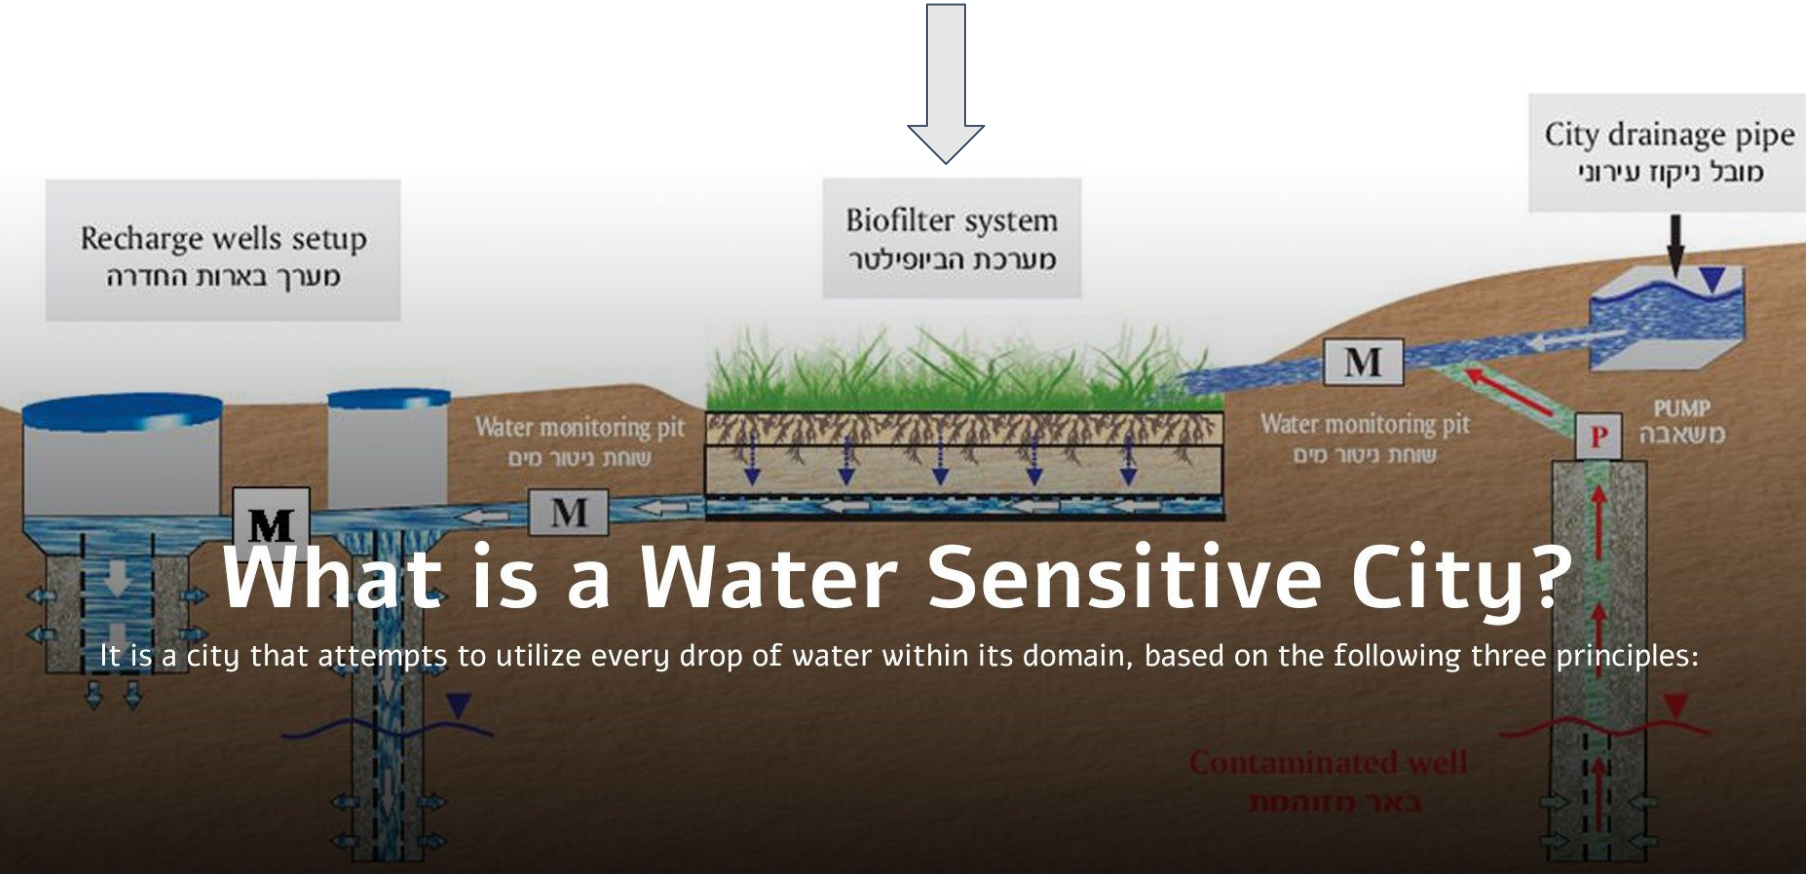 City drainage pipe
מובל ניקוז עירוני
Biofilter system
מערכת הביופילטר
Recharge wells setup
מערך בארות החדרה
M
PUMP
משאבה
P
Water monitoring pit
שוחת ניטור מים
Water monitoring pit
שוחת ניטור מים
M
M
What is a Water Sensitive City?
It is a city that attempts to utilize every drop of water within its domain, based on the following three principles:
Contaminated well
באר מזוהמת